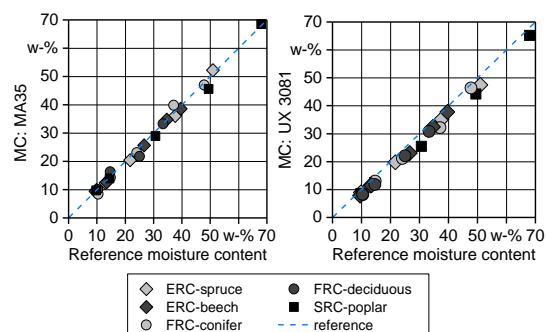 70
w-%
50
40
30
20
10
0
MC: MA35
0 10 20 30 40 50 w-% 70
Reference moisture content
70
w-%
50
40
30
20
10
0
MC: UX 3081
0 10 20 30 40 50 w-% 70
Reference moisture content
ERC-spruce
ERC-beech
FRC-conifer
FRC-deciduous
SRC-poplar
reference